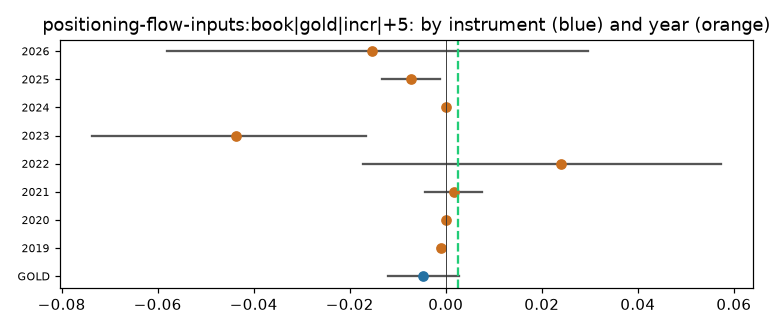 positioning-flow-inputs:book|gold|incr|+5: by instrument (blue) and year (orange)
2026
2025
2024
2023
2022
2021
2020
2019
GOLD
−0.08 −0.06 −0.04 −0.02 0.00 0.02 0.04 0.06